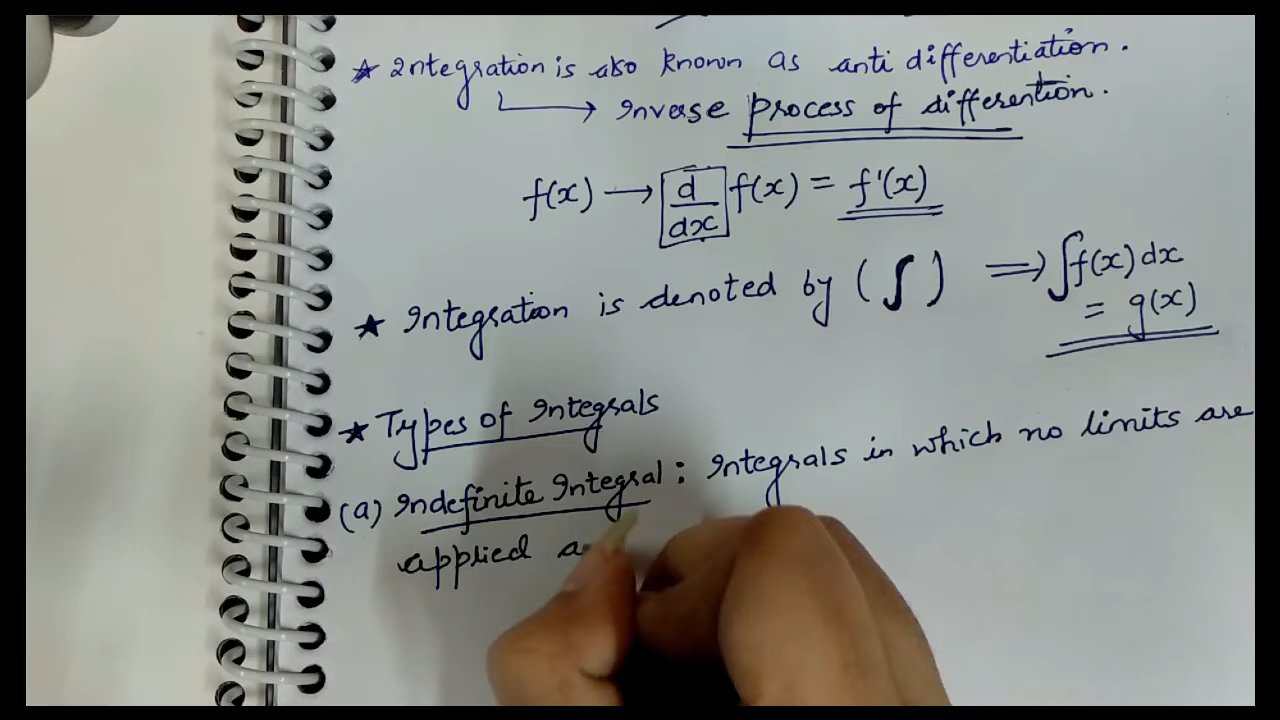 ★ Integration is also known as anti differentiation.
→ inverse process of differention.
f(x) → d/dx f(x) = f'(x)
★ Integration is denoted by (∫) ⇒ ∫f(x) dx
= g(x)
★ Types of Integrals
(a) Indefinite Integral : Integrals in which no limits are
applied